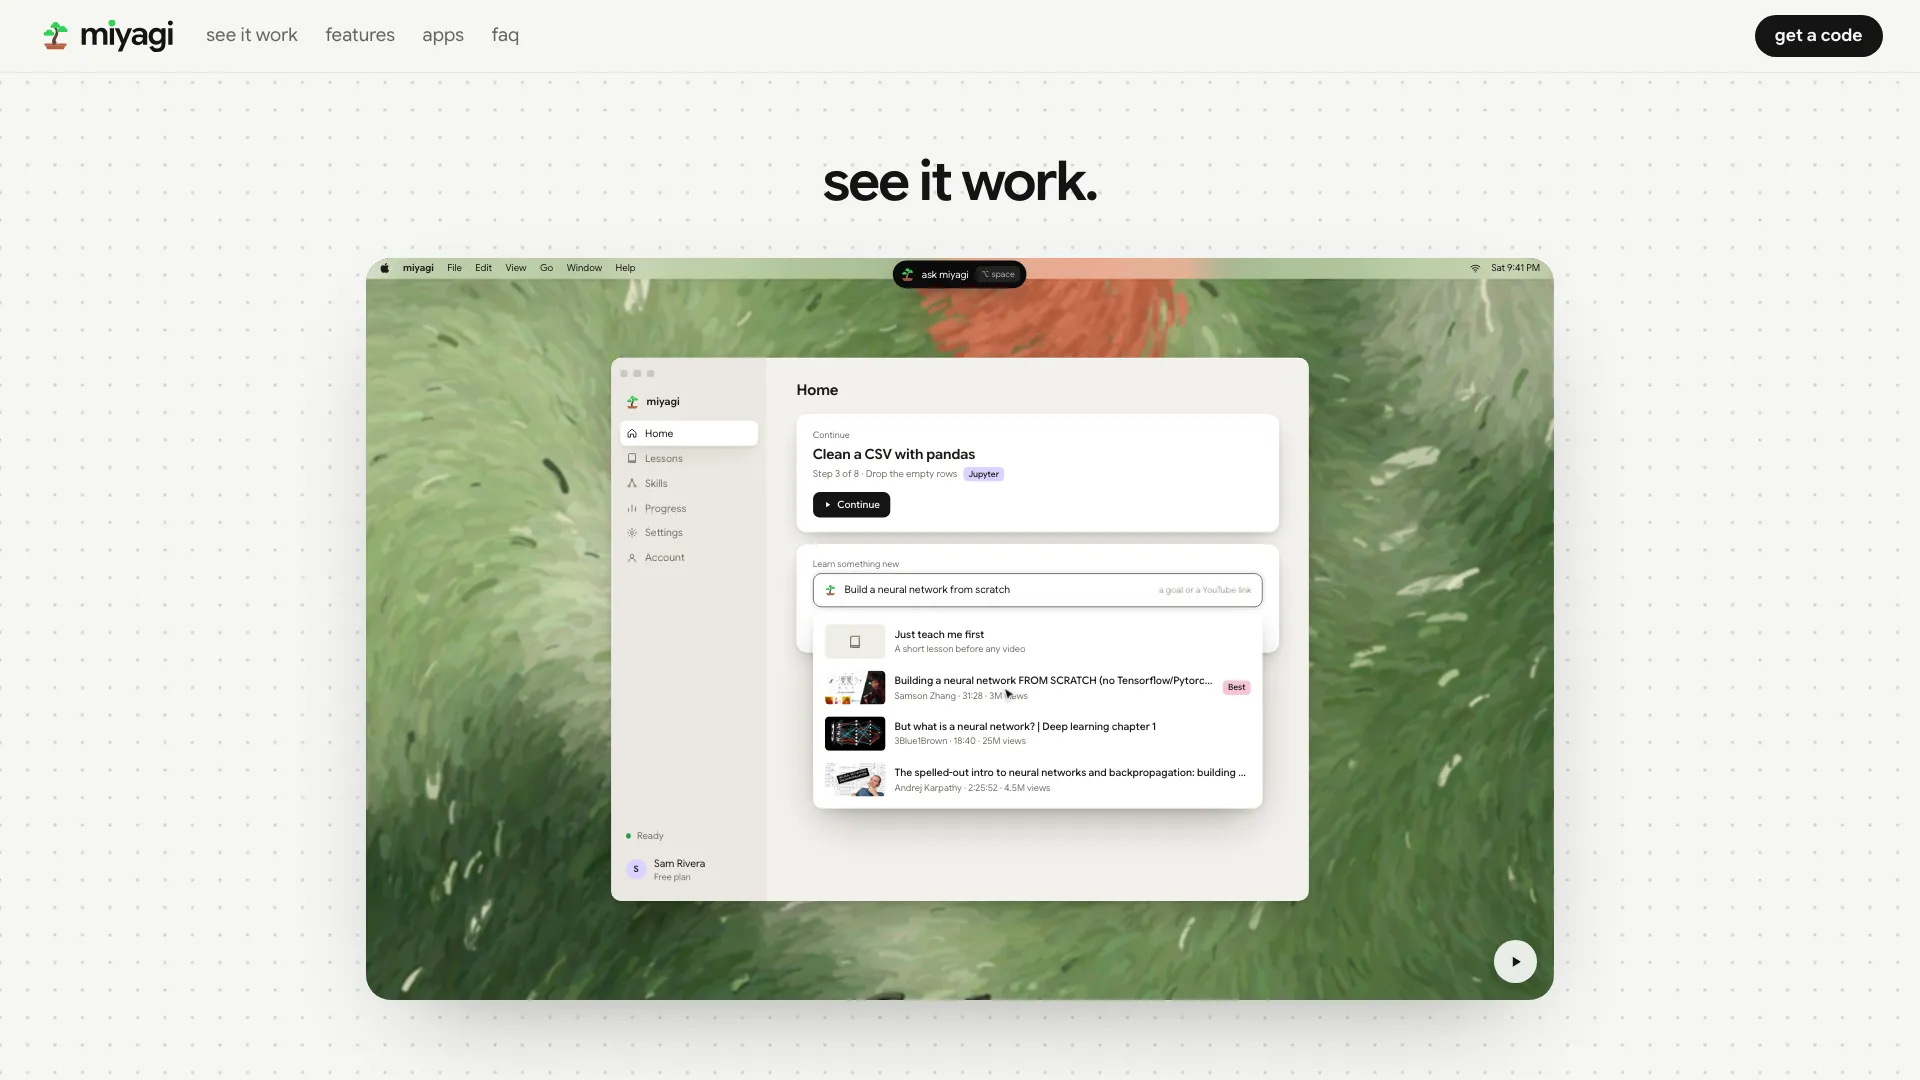 miyagi
see it work
features
apps
faq
get a code
see it work.
miyagi File Edit View Go Window Help
ask miyagi ⌥ space
Sat 9:41 PM
miyagi
Home
Lessons
Skills
Progress
Settings
Account
Ready
S
Sam Rivera
Free plan
Home
Continue
Clean a CSV with pandas
Step 3 of 8 · Drop the empty rows Jupyter
Continue
Learn something new
Build a neural network from scratch
a goal or a YouTube link
Just teach me first
A short lesson before any video
Building a neural network FROM SCRATCH (no Tensorflow/Pytorc...
Samson Zhang · 31:28 · 3M views
Best
But what is a neural network? | Deep learning chapter 1
3Blue1Brown · 18:40 · 25M views
The spelled-out intro to neural networks and backpropagation: building ...
Andrej Karpathy · 2:25:52 · 4.5M views